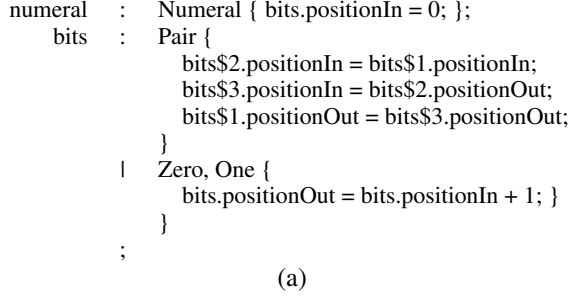 numeral : Numeral { bits.positionIn = 0; };
bits : Pair {
bits$2.positionIn = bits$1.positionIn;
bits$3.positionIn = bits$2.positionOut;
bits$1.positionOut = bits$3.positionOut;
}
| Zero, One {
bits.positionOut = bits.positionIn + 1; }
}
;
(a)